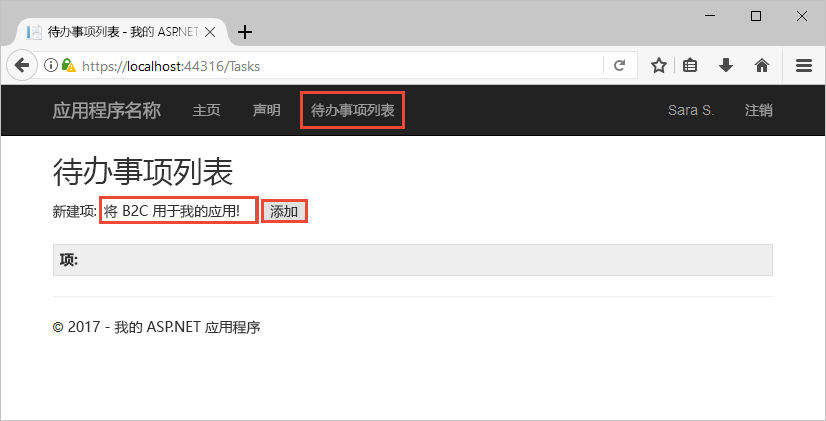 待办事项列表 - 我的 ASP.NET
https://localhost:44316/Tasks
应用程序名称 主页 声明 待办事项列表 Sara S. 注销
待办事项列表
新建项: 将 B2C 用于我的应用! 添加
项:
© 2017 - 我的 ASP.NET 应用程序